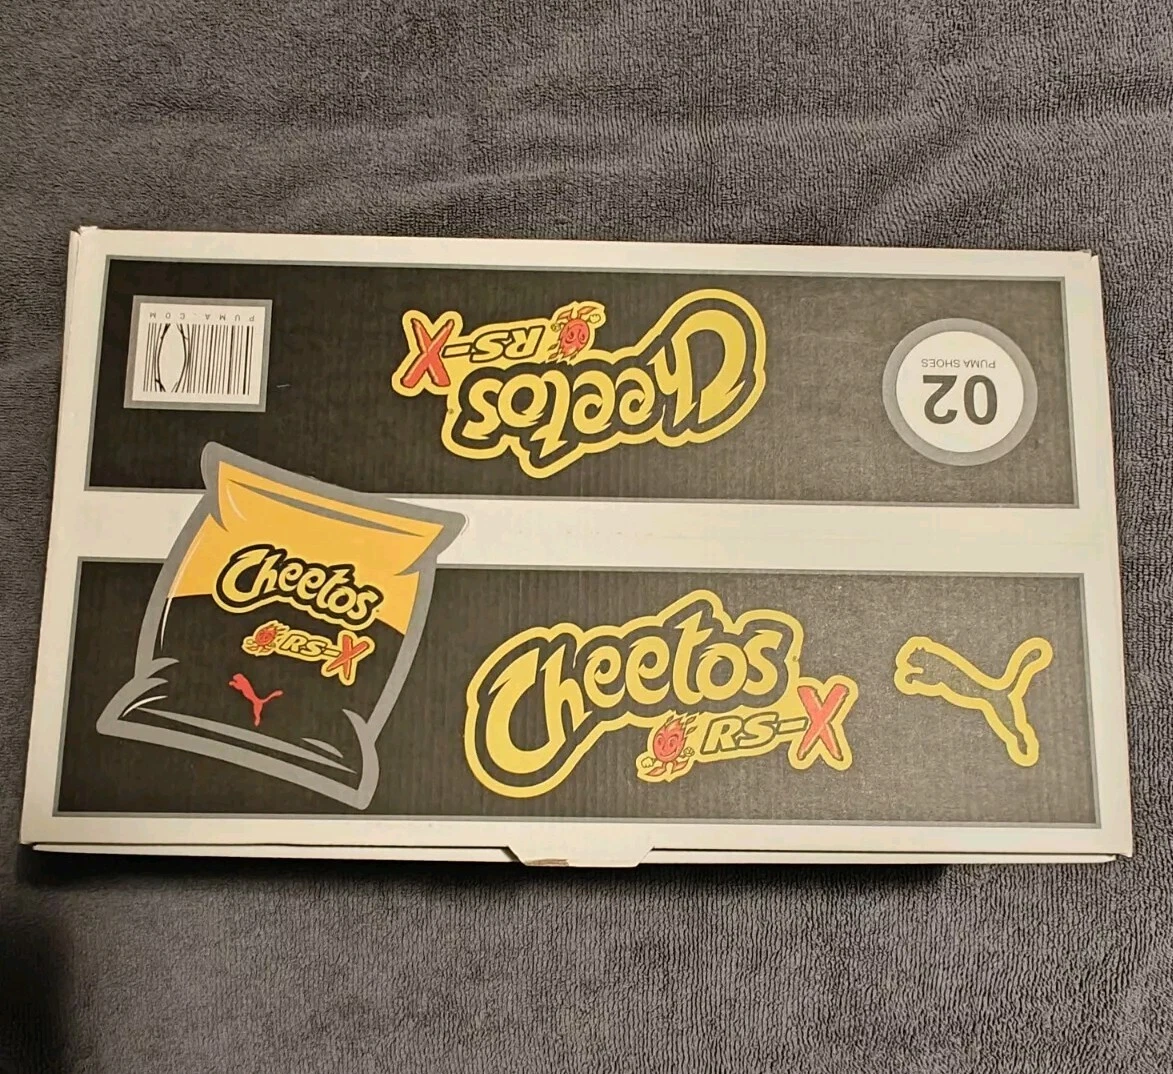 PUMA.COM
Cheetos
RS-X
02
PUMA SHOES
Cheetos
RS-X
Cheetos
RS-X